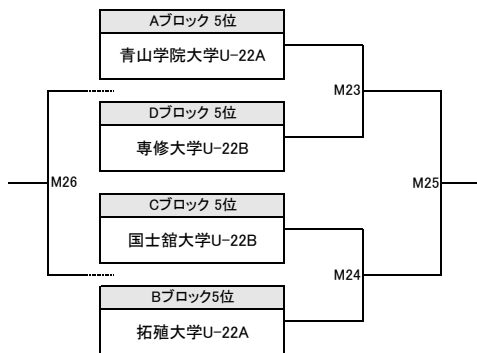 Aブロック 5位
青山学院大学U-22A
M23
Dブロック 5位
専修大学U-22B
M26
M25
Cブロック 5位
国士舘大学U-22B
M24
Bブロック5位
拓殖大学U-22A